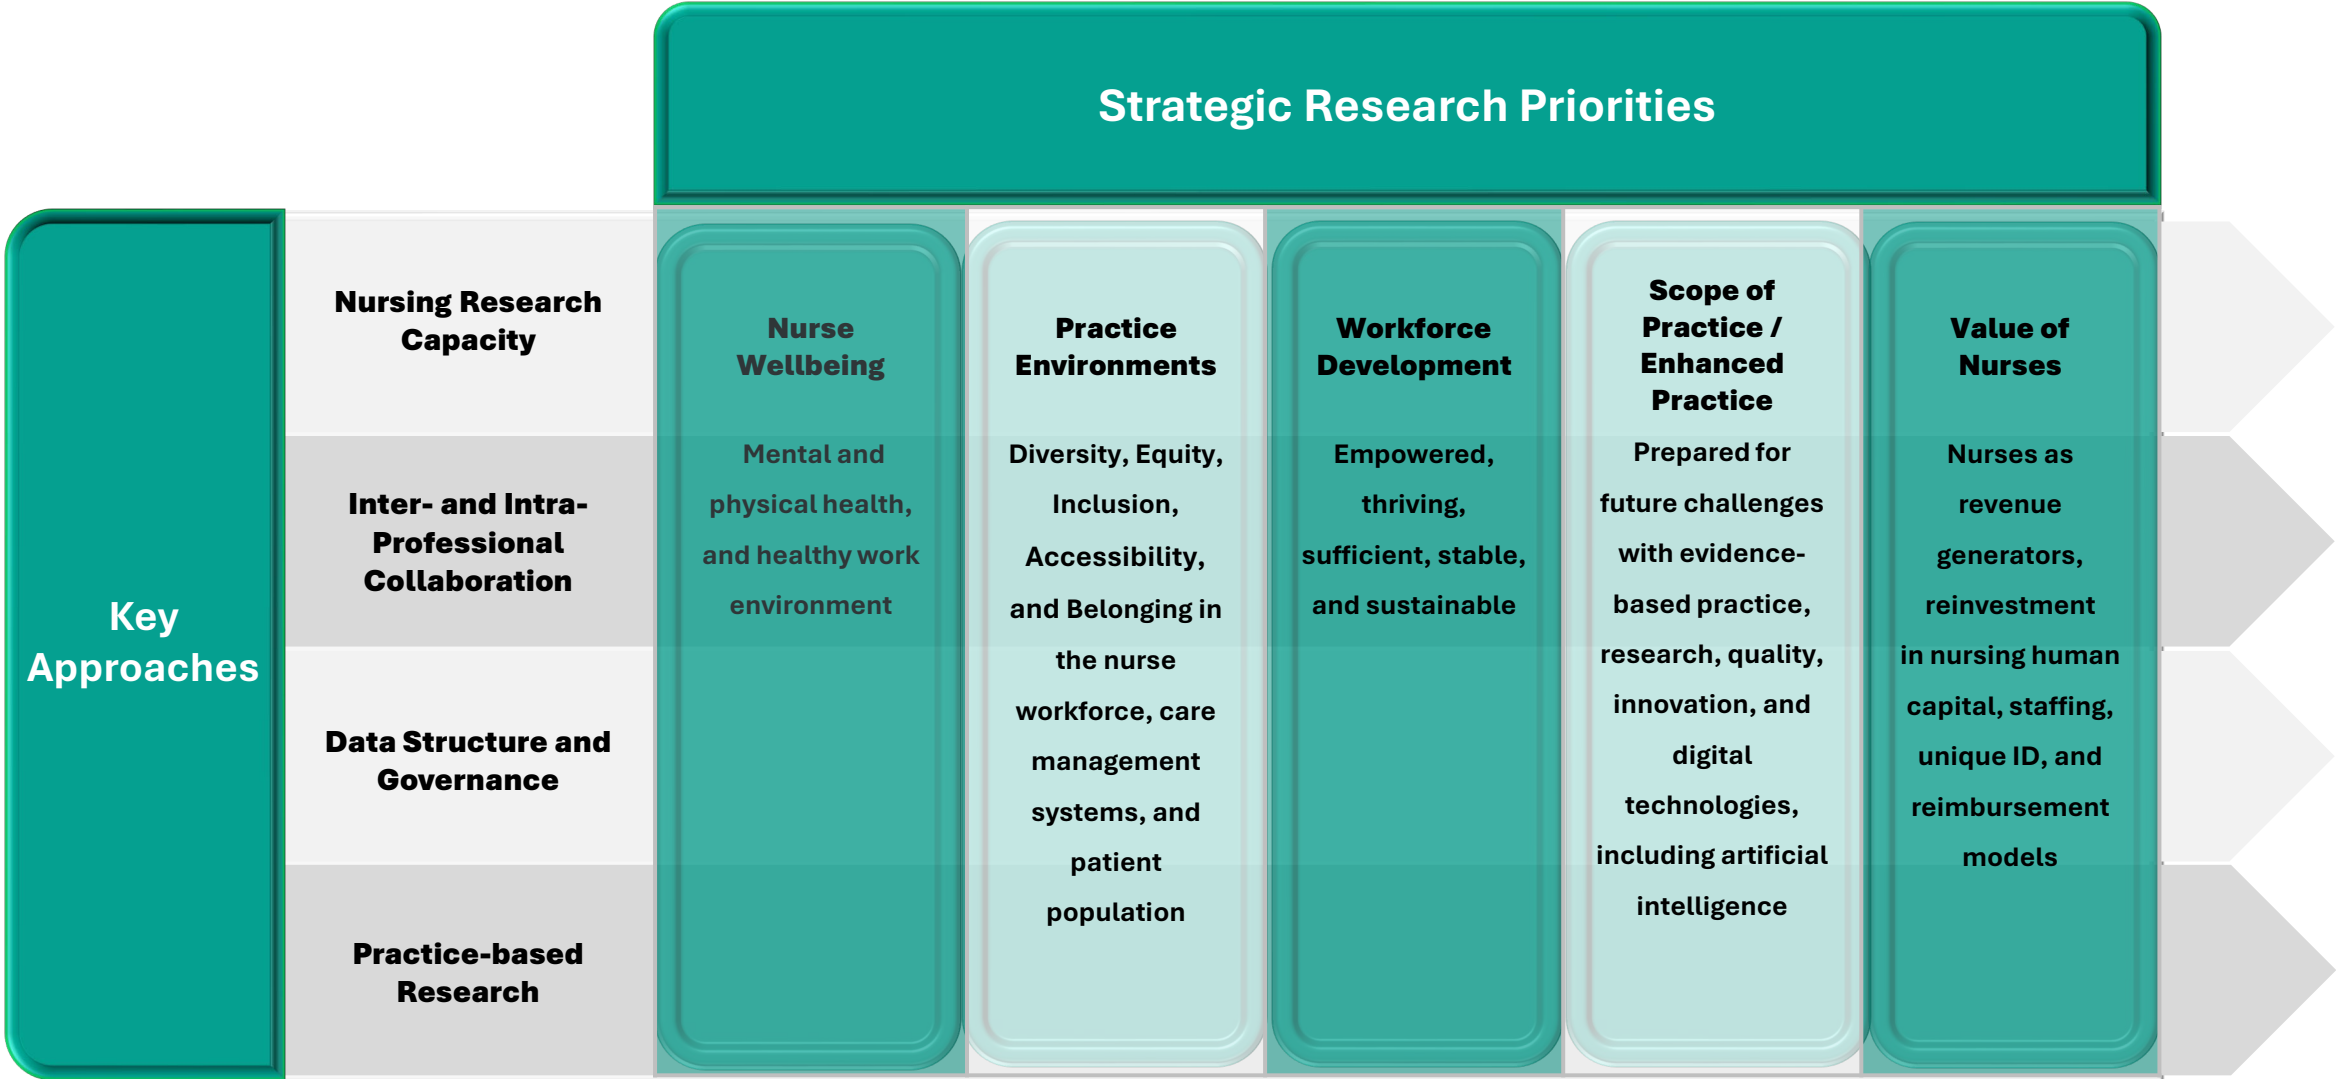 Strategic Research Priorities
Key
Approaches
Nursing Research
Capacity
Inter- and Intra-
Professional
Collaboration
Data Structure and
Governance
Practice-based
Research
Nurse
Wellbeing
Mental and
physical health,
and healthy work
environment
Practice
Environments
Diversity, Equity,
Inclusion,
Accessibility,
and Belonging in
the nurse
workforce, care
management
systems, and
patient
population
Workforce
Development
Empowered,
thriving,
sufficient, stable,
and sustainable
Scope of
Practice /
Enhanced
Practice
Prepared for
future challenges
with evidence-
based practice,
research, quality,
innovation, and
digital
technologies,
including artificial
intelligence
Value of
Nurses
Nurses as
revenue
generators,
reinvestment
in nursing human
capital, staffing,
unique ID, and
reimbursement
models